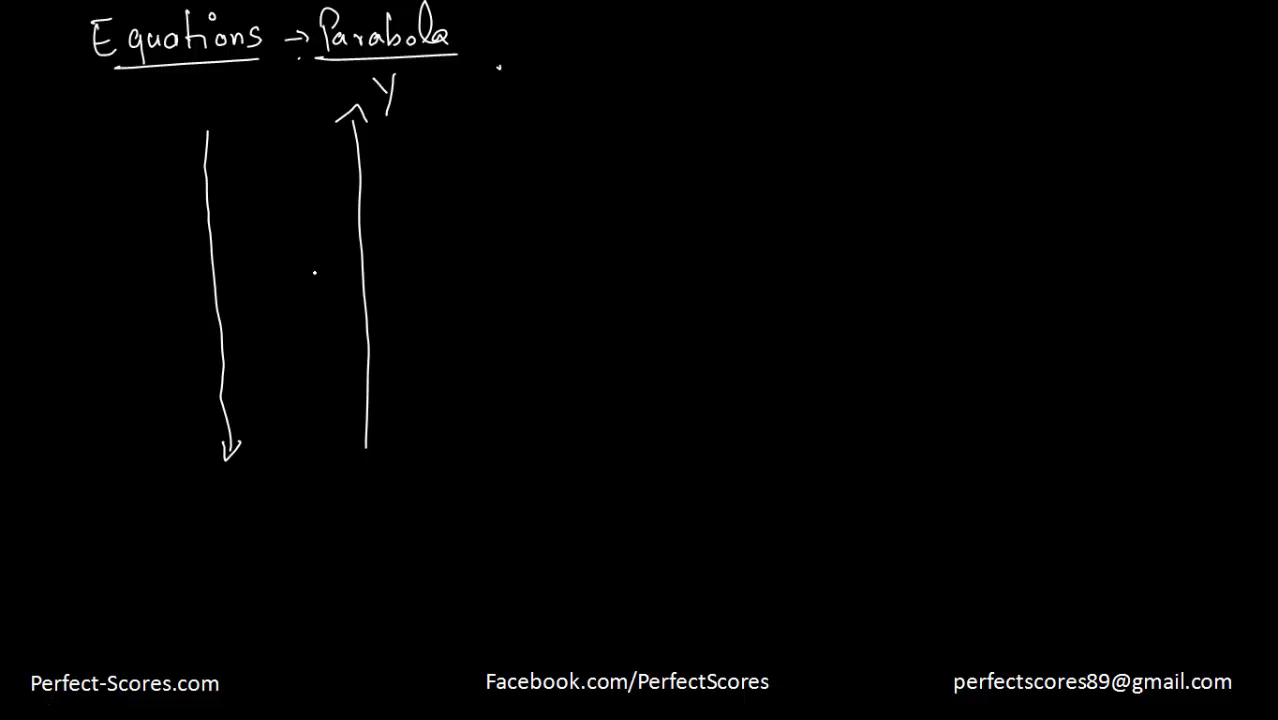 Equations → Parabola
Y
Perfect-Scores.com Facebook.com/PerfectScores perfectscores89@gmail.com